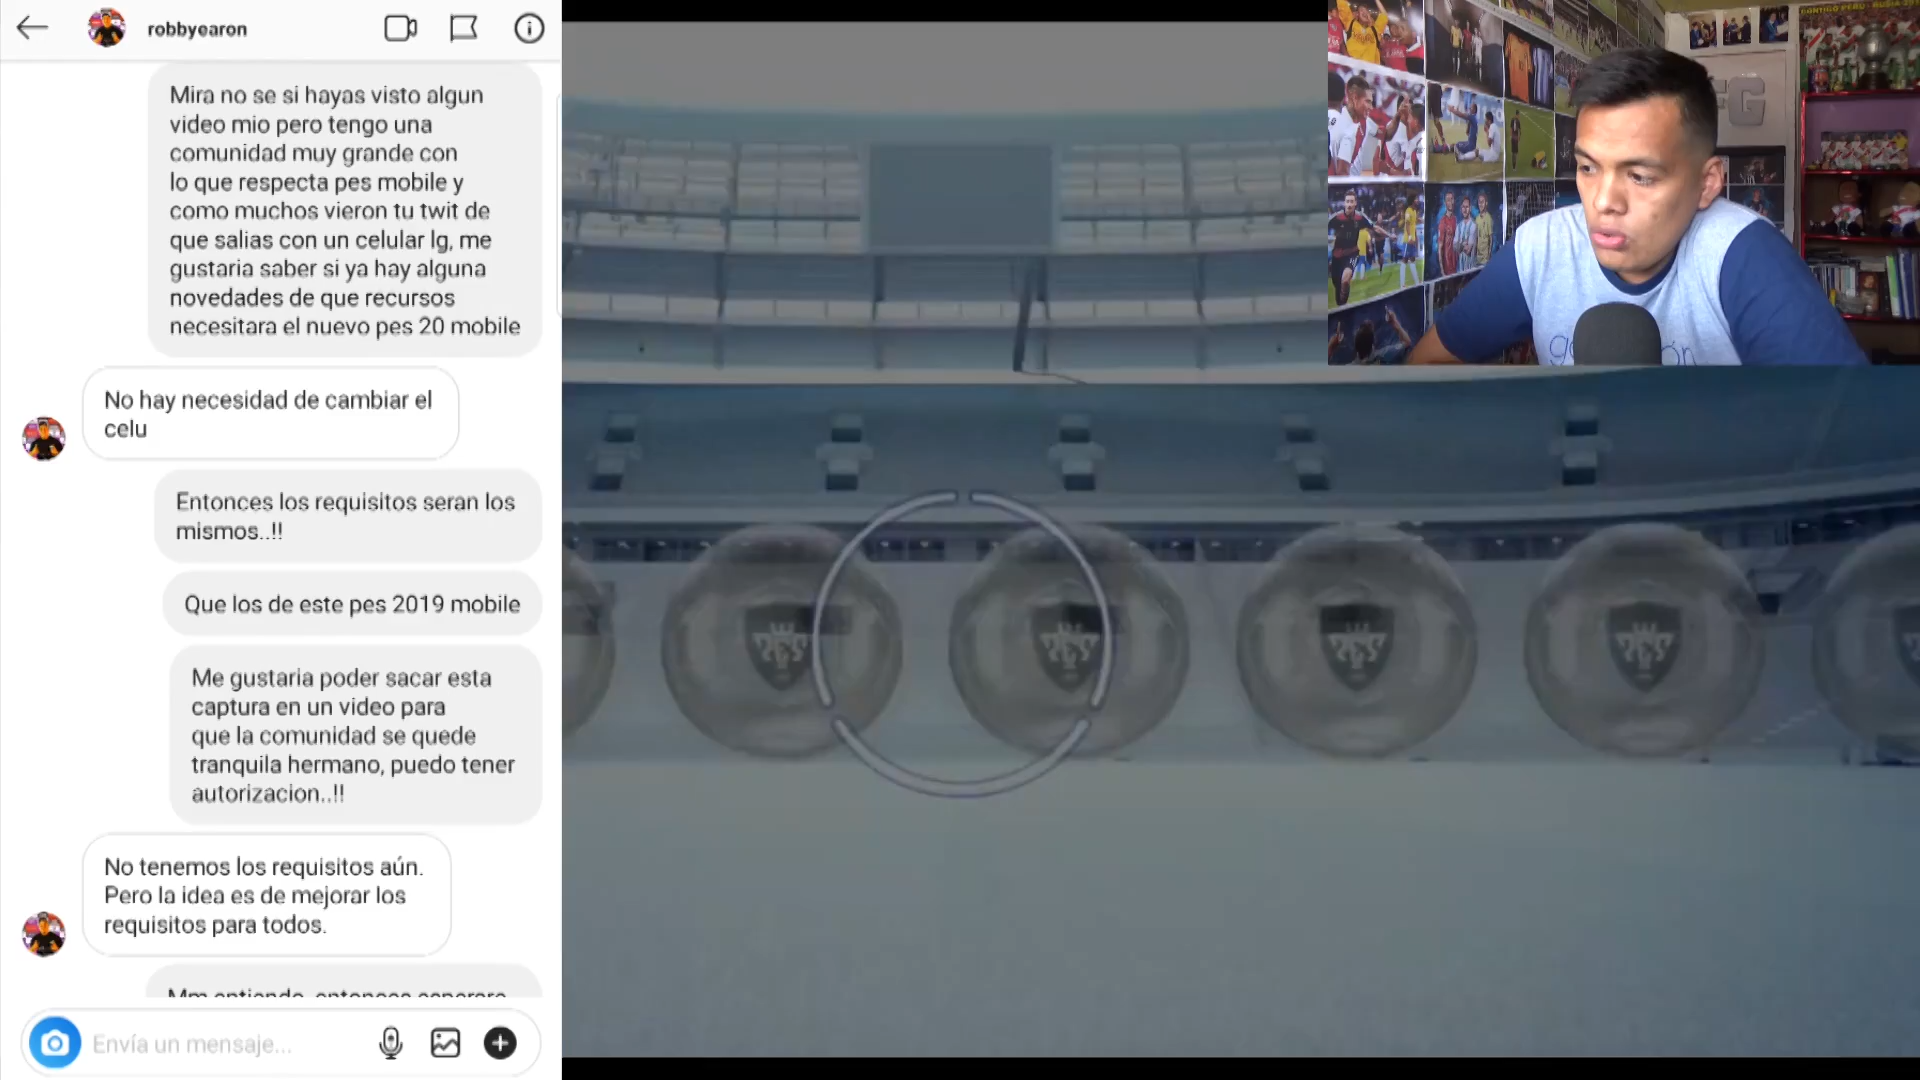 robbyearon
Mira no se si hayas visto algun
video mio pero tengo una
comunidad muy grande con
lo que respecta pes mobile y
como muchos vieron tu twit de
que salias con un celular lg, me
gustaria saber si ya hay alguna
novedades de que recursos
necesitara el nuevo pes 20 mobile
No hay necesidad de cambiar el
celu
Entonces los requisitos seran los
mismos..!!
Que los de este pes 2019 mobile
Me gustaria poder sacar esta
captura en un video para
que la comunidad se quede
tranquila hermano, puedo tener
autorizacion..!!
No tenemos los requisitos aún.
Pero la idea es de mejorar los
requisitos para todos.
Mm entiendo, entonces esperare
Envía un mensaje...